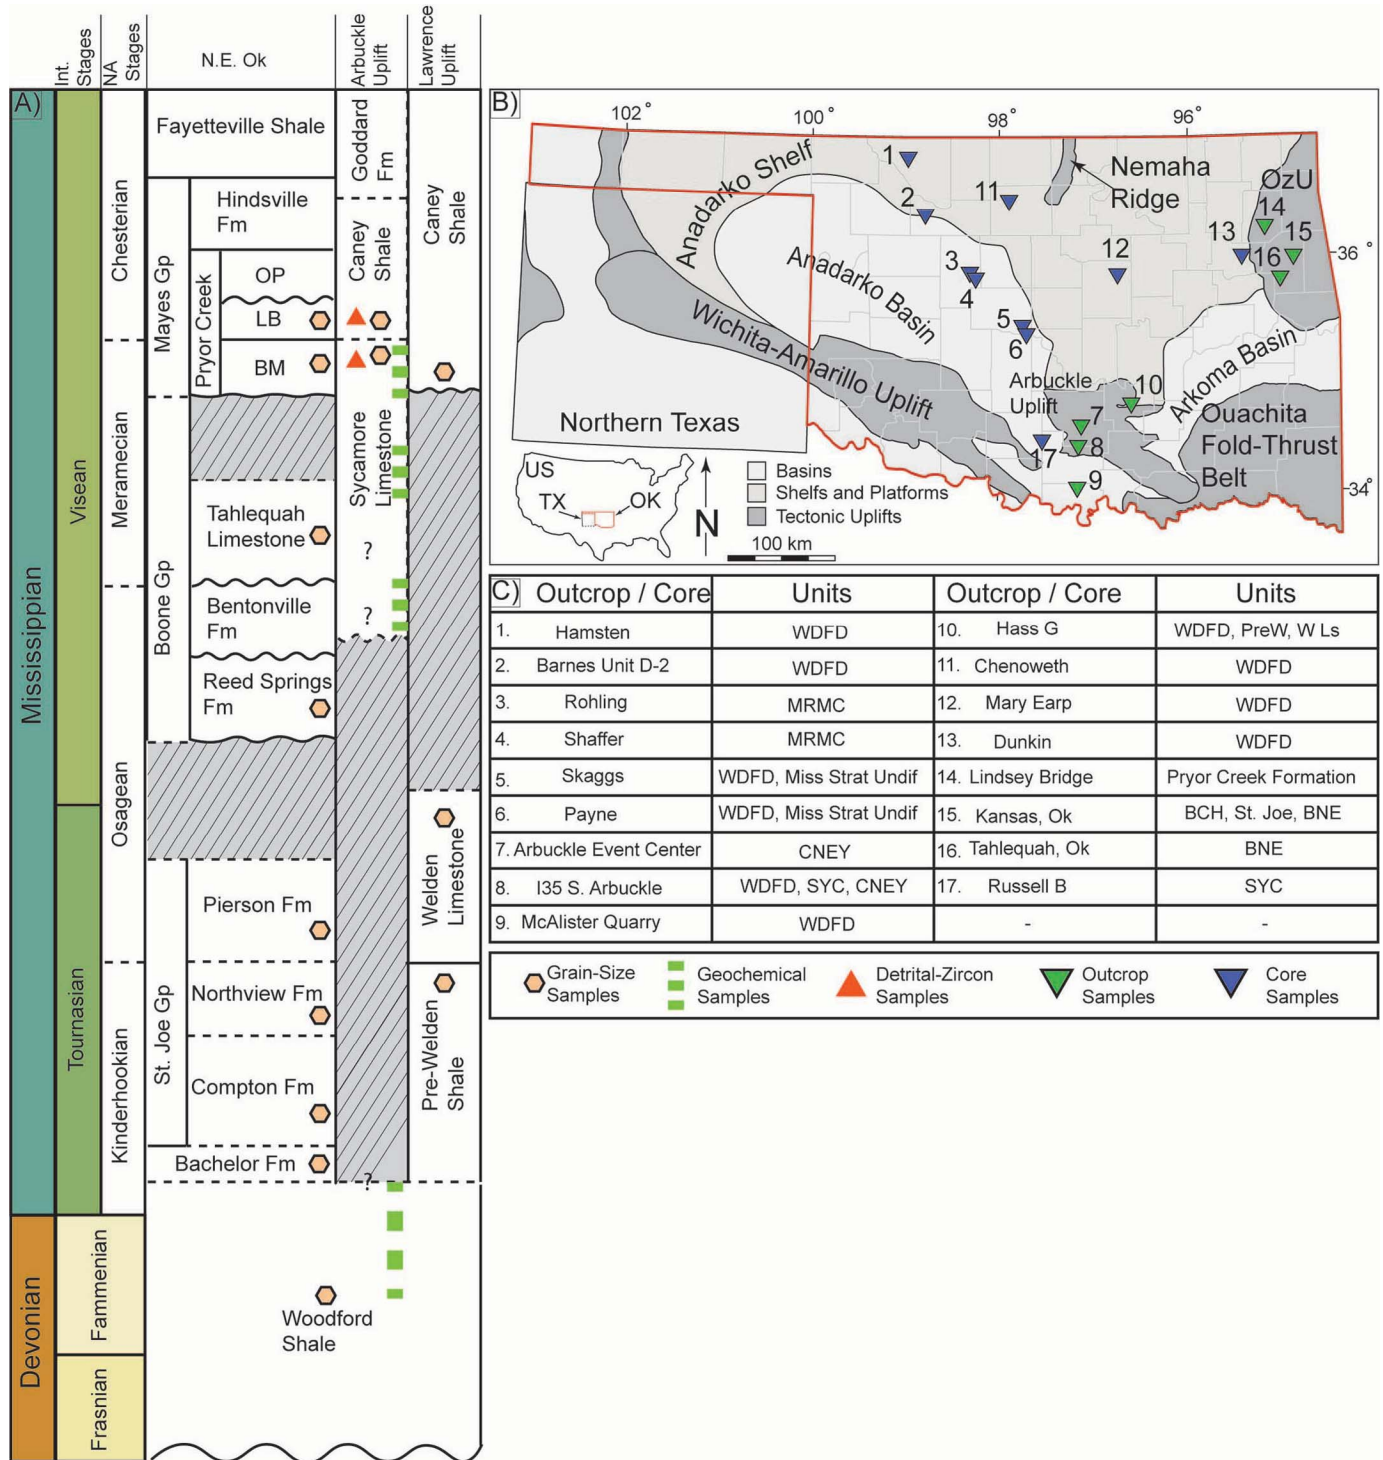 A)
Int. Stages
NA Stages
N.E. Ok
Arbuckle Uplift
Lawrence Uplift
Mississippian
Devonian
Visean
Tournasian
Fammenian
Frasnian
Chesterian
Meramecian
Osagean
Kinderhookian
Fayetteville Shale
Mayes Gp
Hindsville
Fm
Pryor Creek
OP
LB
BM
Boone Gp
Tahlequah
Limestone
Bentonville
Fm
Reed Springs
Fm
St. Joe Gp
Pierson Fm
Northview Fm
Compton Fm
Bachelor Fm
Woodford
Shale
Goddard
Fm
Caney
Shale
Sycamore
Limestone
?
?
?
Caney
Shale
Welden
Limestone
Pre-Welden
Shale
B)
102°
100°
98°
96°
36°
34°
Anadarko Shelf
Anadarko Basin
Wichita-Amarillo Uplift
Nemaha
Ridge
OzU
Arbuckle
Uplift
Arkoma Basin
Ouachita
Fold-Thrust
Belt
Northern Texas
1
2
3
4
5
6
7
8
9
10
11
12
13
14
15
16
17
US
TX
OK
N
Basins
Shelfs and Platforms
Tectonic Uplifts
100 km
C) Outcrop / Core Units Outcrop / Core Units
1. Hamsten WDFD 10. Hass G WDFD, PreW, W Ls
2. Barnes Unit D-2 WDFD 11. Chenoweth WDFD
3. Rohling MRMC 12. Mary Earp WDFD
4. Shaffer MRMC 13. Dunkin WDFD
5. Skaggs WDFD, Miss Strat Undif 14. Lindsey Bridge Pryor Creek Formation
6. Payne WDFD, Miss Strat Undif 15. Kansas, Ok BCH, St. Joe, BNE
7. Arbuckle Event Center CNEY 16. Tahlequah, Ok BNE
8. I35 S. Arbuckle WDFD, SYC, CNEY 17. Russell B SYC
9. McAlister Quarry WDFD - -
Grain-Size
Samples
Geochemical
Samples
Detrital-Zircon
Samples
Outcrop
Samples
Core
Samples